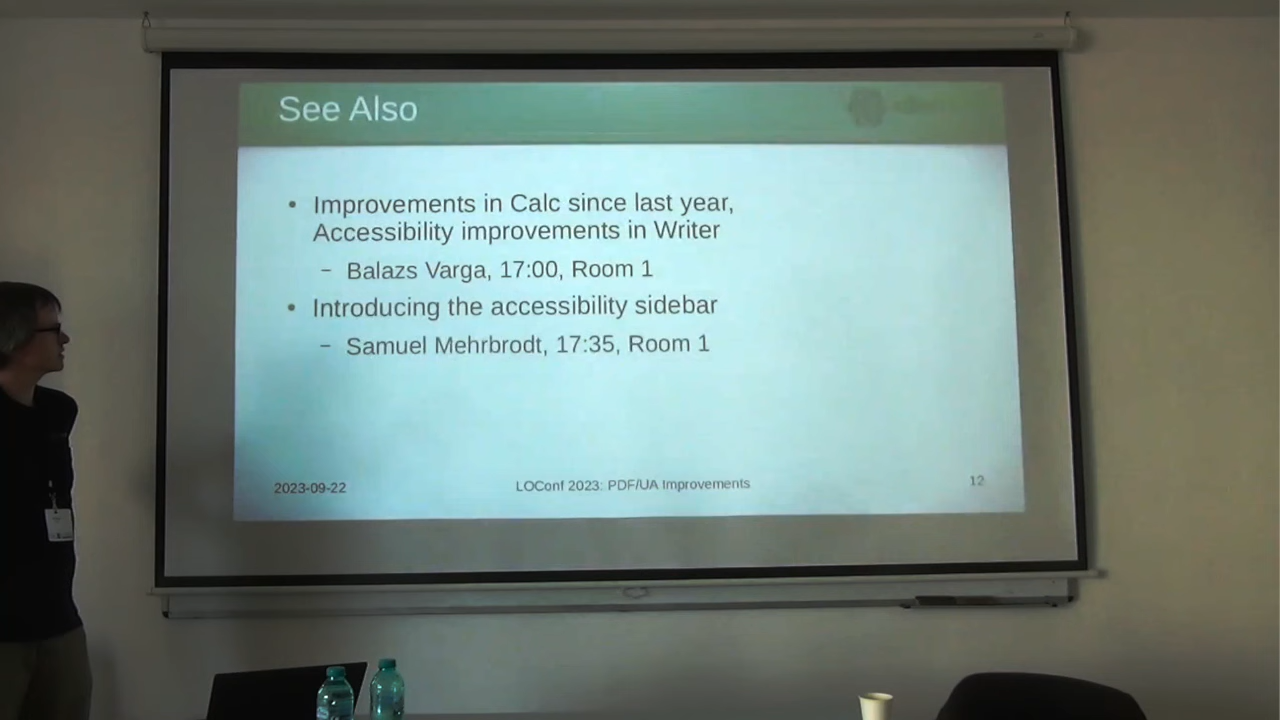 See Also
• Improvements in Calc since last year,
Accessibility improvements in Writer
– Balazs Varga, 17:00, Room 1
• Introducing the accessibility sidebar
– Samuel Mehrbrodt, 17:35, Room 1
2023-09-22
LOConf 2023: PDF/UA Improvements
12